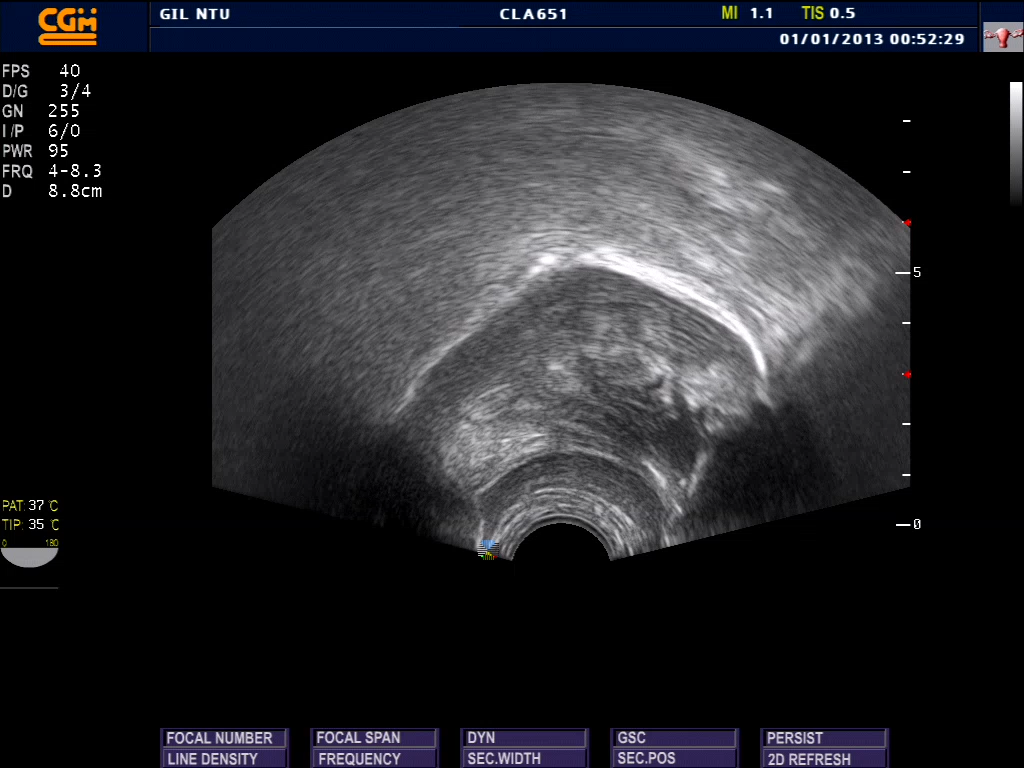 CGM
GIL NTU CLA651 MI 1.1 TIS 0.5
01/01/2013 00:52:29
FPS 40
D/G 3/4
GN 255
I/P 6/0
PWR 95
FRQ 4-8.3
D 8.8cm
5
PAT: 37 °C
TIP: 35 °C
0 180
0
FOCAL NUMBER FOCAL SPAN DYN GSC PERSIST
LINE DENSITY FREQUENCY SEC.WIDTH SEC.POS 2D REFRESH